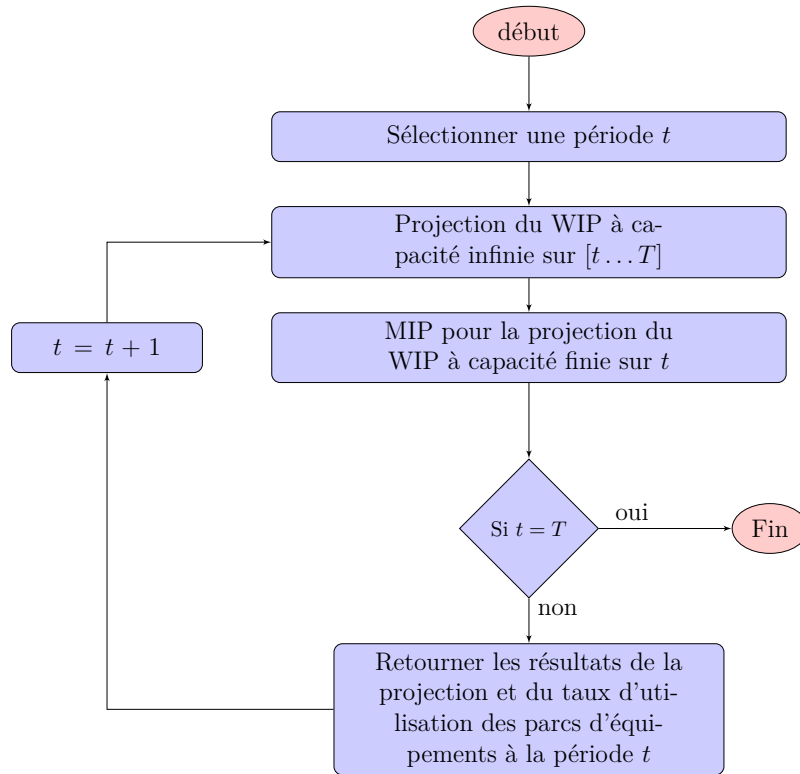 début
Sélectionner une période t
Projection du WIP à ca-
pacité infinie sur [t . . . T]
MIP pour la projection du
WIP à capacité finie sur t
t = t + 1
Si t = T
oui
Fin
non
Retourner les résultats de la
projection et du taux d'uti-
lisation des parcs d'équi-
pements à la période t